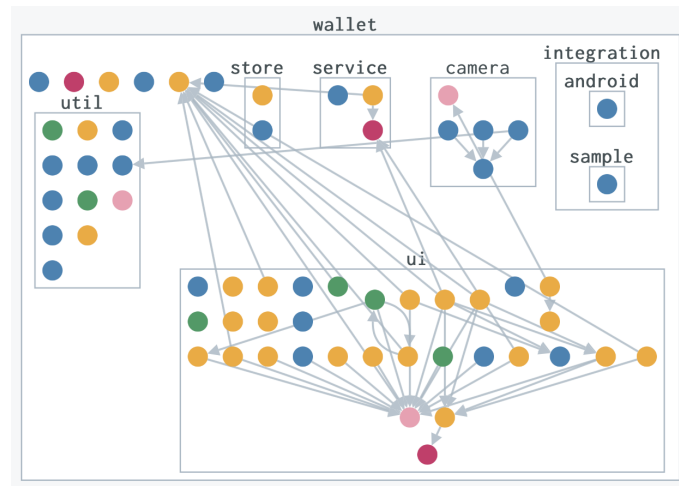 wallet
store
service
camera
integration
android
util
sample
ui